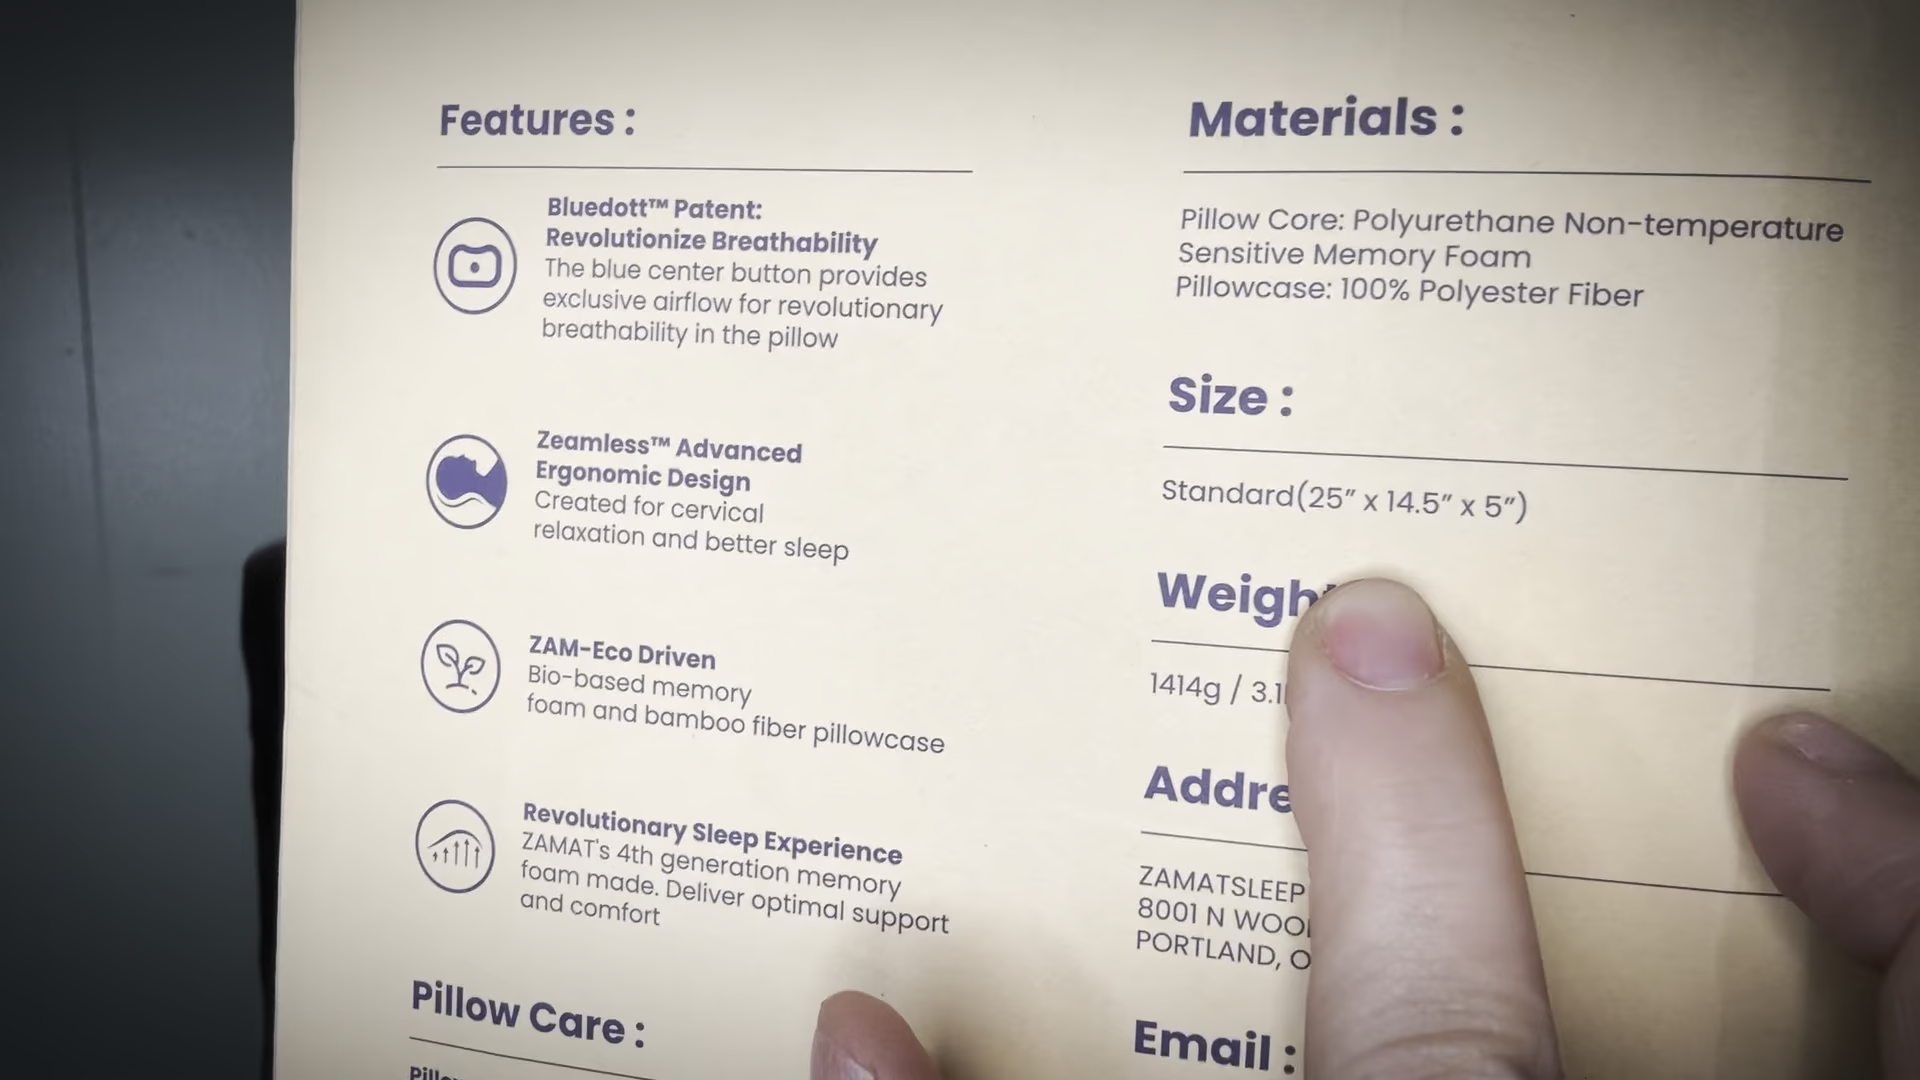 Features :
Bluedott™ Patent:
Revolutionize Breathability
The blue center button provides
exclusive airflow for revolutionary
breathability in the pillow
Zeamless™ Advanced
Ergonomic Design
Created for cervical
relaxation and better sleep
ZAM-Eco Driven
Bio-based memory
foam and bamboo fiber pillowcase
Revolutionary Sleep Experience
ZAMAT's 4th generation memory
foam made. Deliver optimal support
and comfort
Pillow Care :
Materials :
Pillow Core: Polyurethane Non-temperature
Sensitive Memory Foam
Pillowcase: 100% Polyester Fiber
Size :
Standard(25″ x 14.5″ x 5″)
Weigh
1414g / 3.1
Addre
ZAMATSLEEP
8001 N WOO
PORTLAND, O
Email :